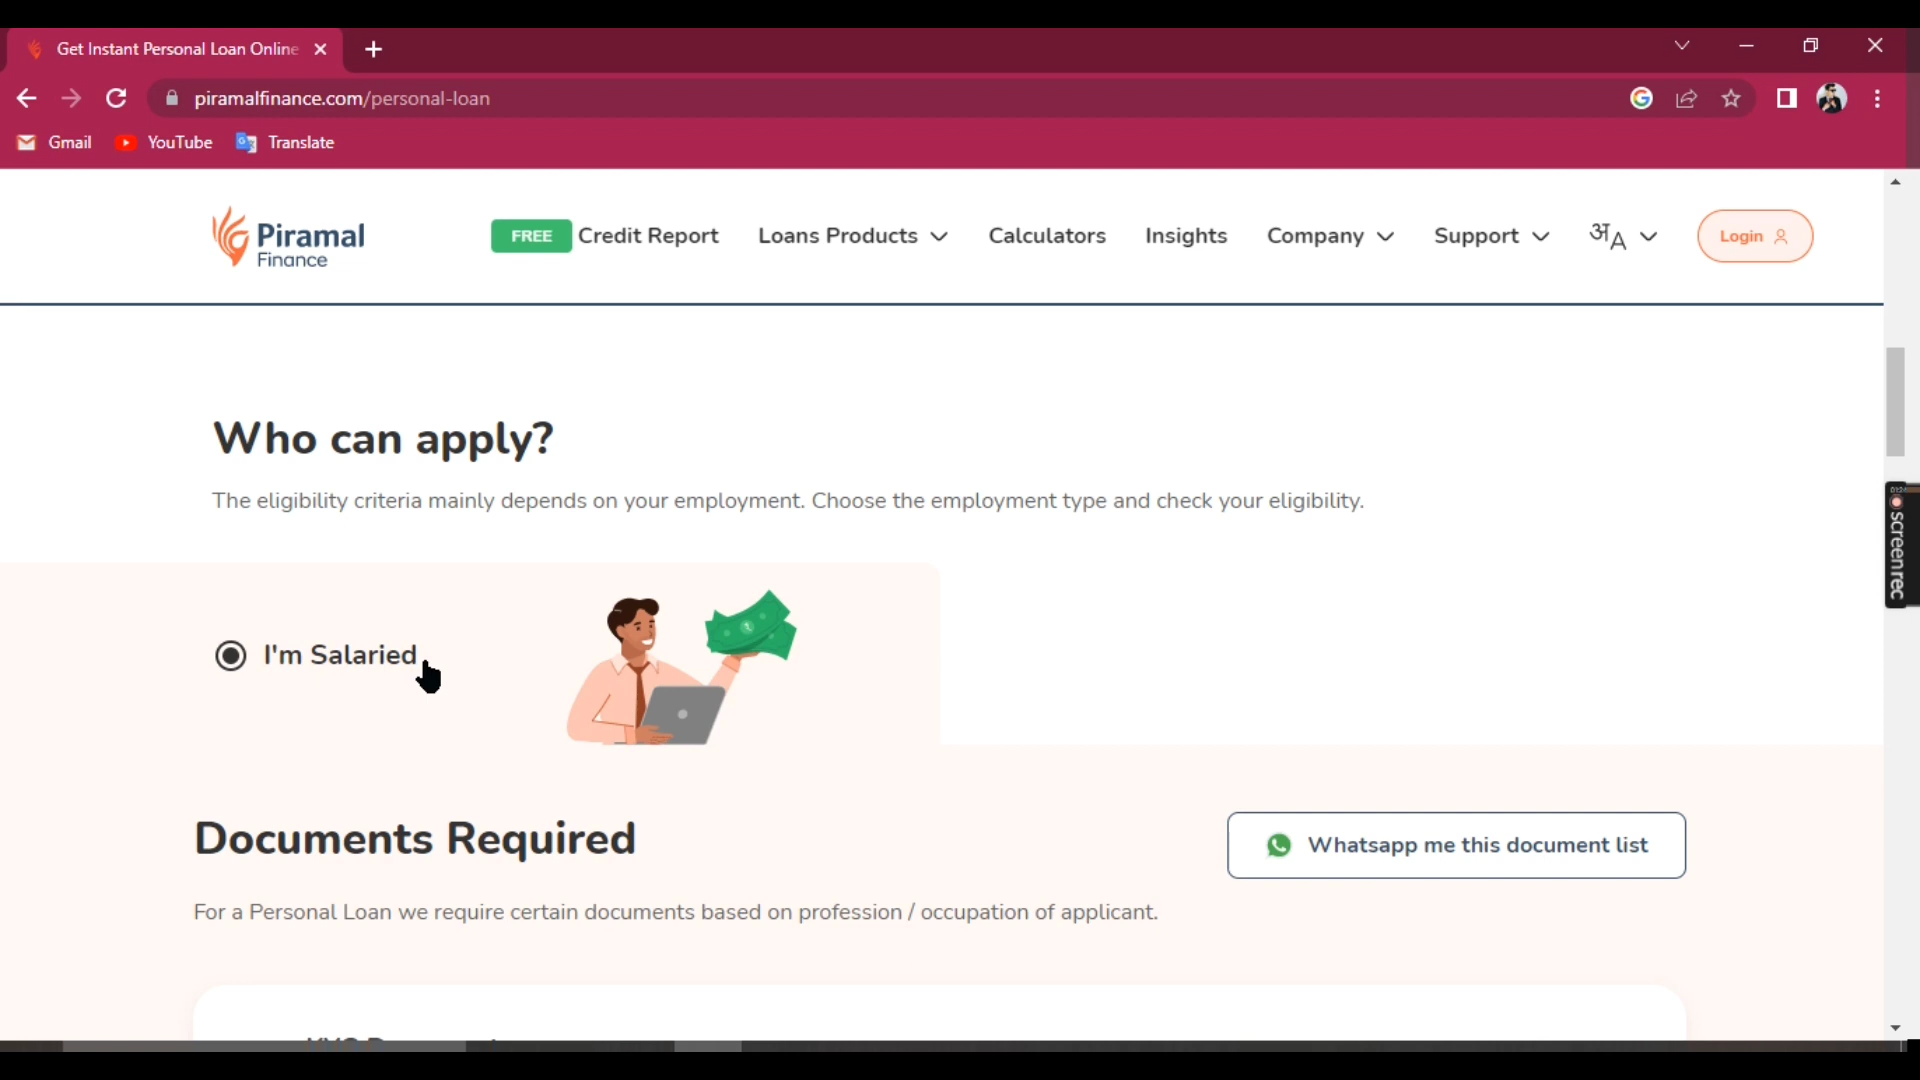 Get Instant Personal Loan Online
piramalfinance.com/personal-loan
Gmail
YouTube
Translate
Piramal
Finance
FREE Credit Report
Loans Products
Calculators
Insights
Company
Support
अA
Login
Who can apply?
The eligibility criteria mainly depends on your employment. Choose the employment type and check your eligibility.
I'm Salaried
screenrec
Documents Required
Whatsapp me this document list
For a Personal Loan we require certain documents based on profession / occupation of applicant.